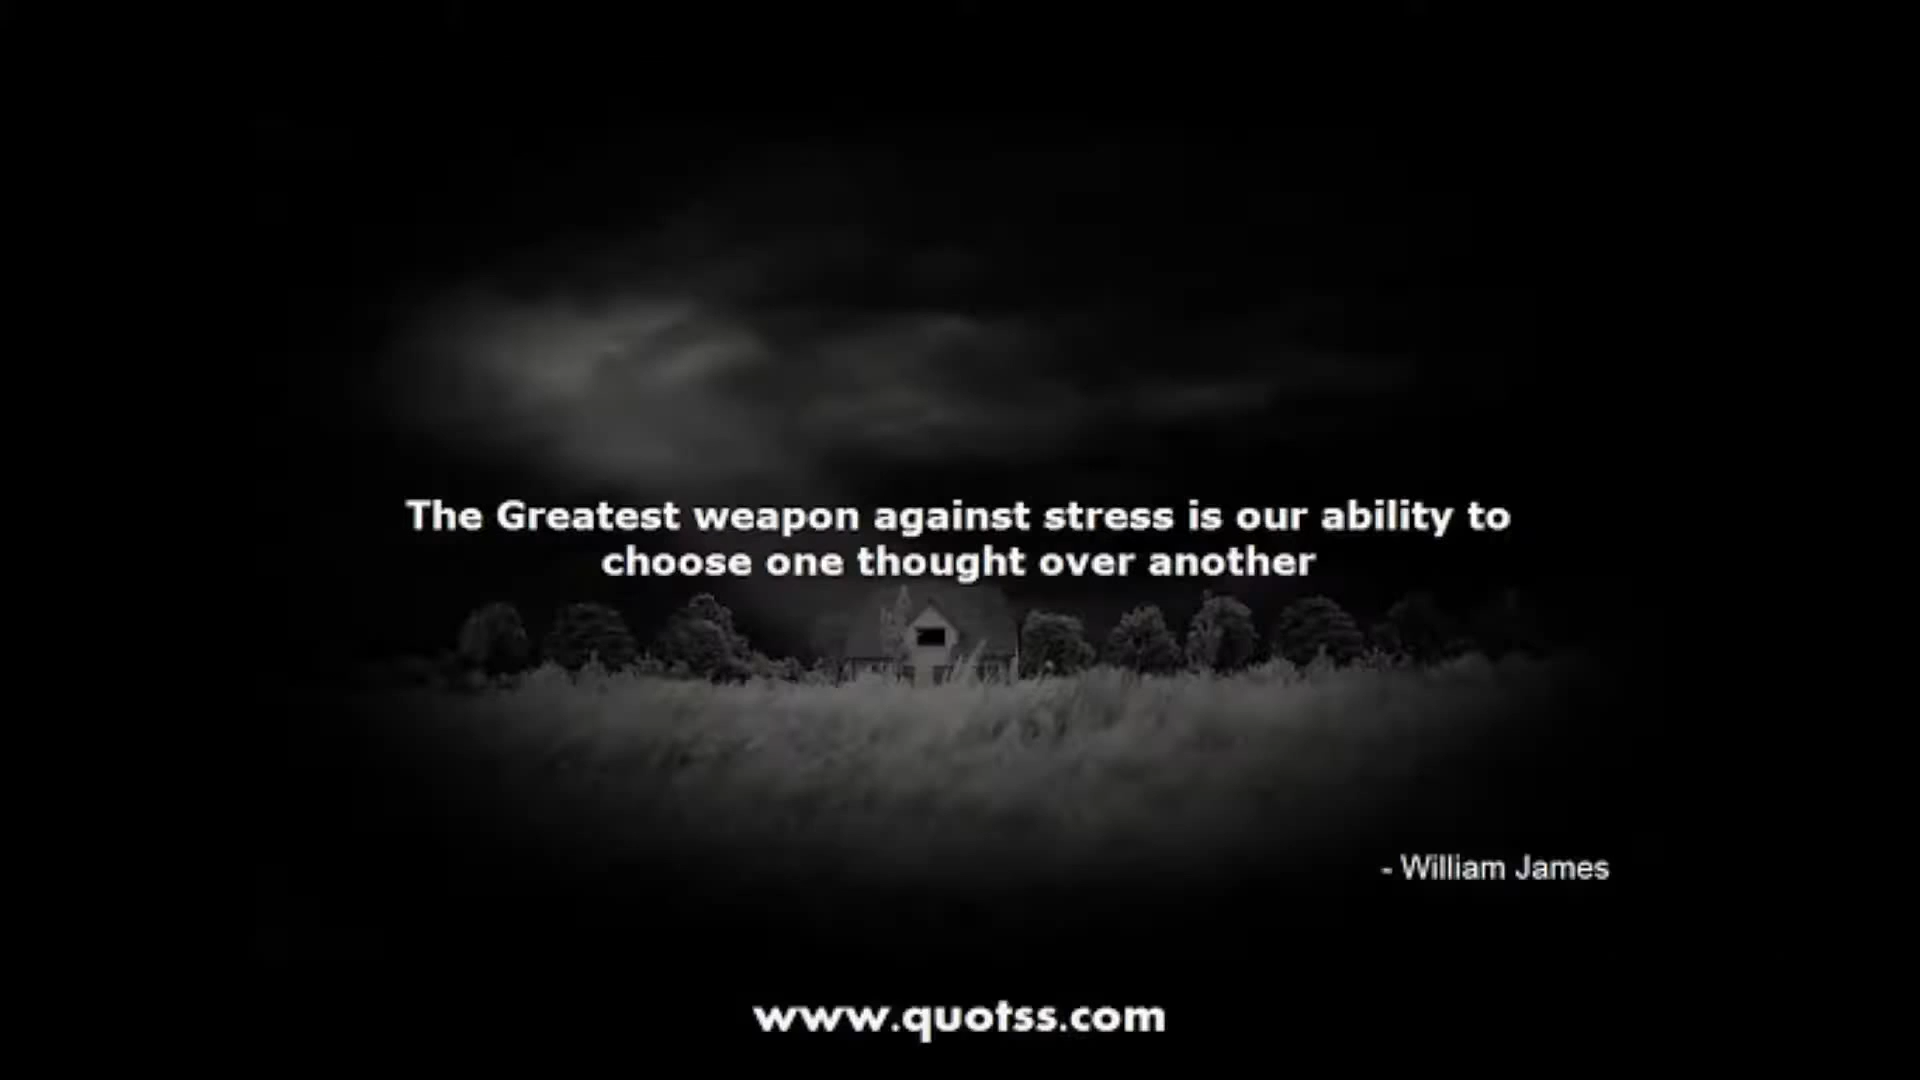 The Greatest weapon against stress is our ability to
choose one thought over another
- William James
www.quotss.com